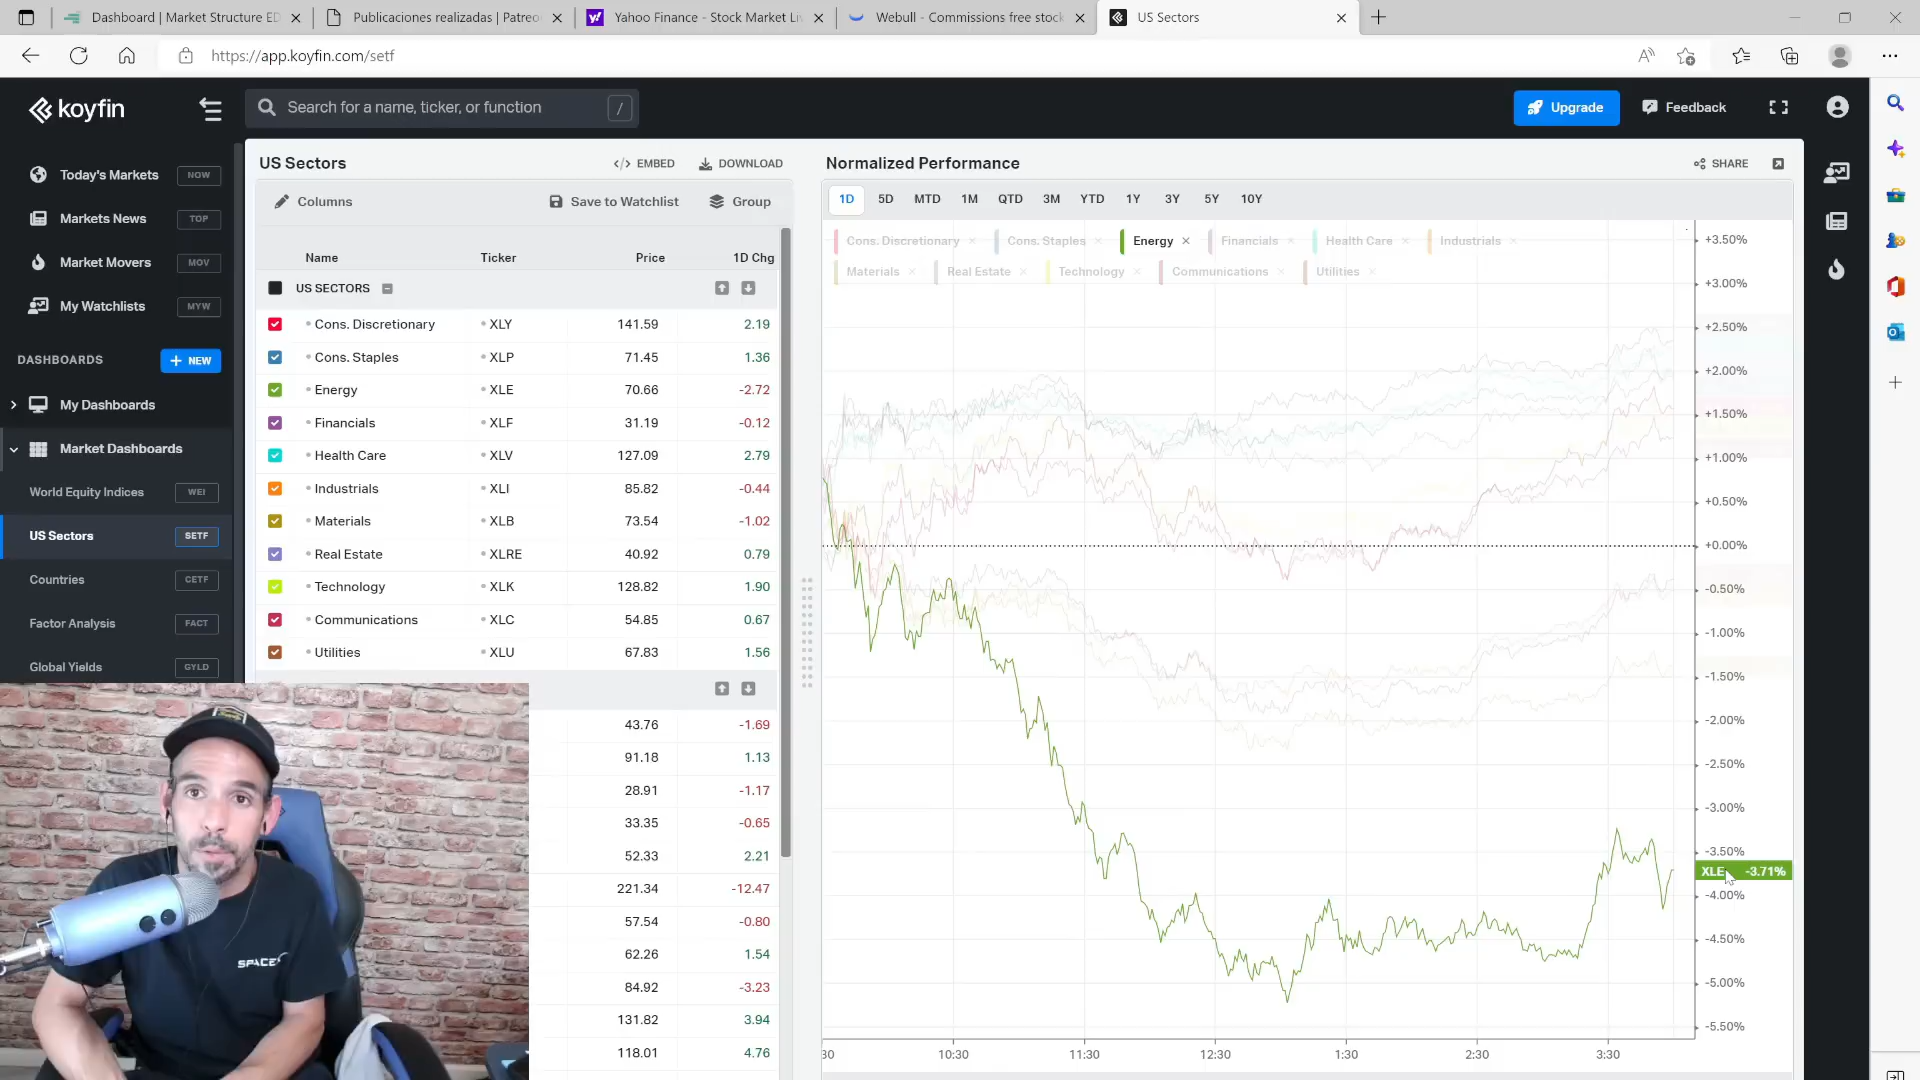 Dashboard | Market Structure ED
Publicaciones realizadas | Patreo
Yahoo Finance - Stock Market Li
Webull - Commissions free stock
US Sectors
https://app.koyfin.com/setf
koyfin
Search for a name, ticker, or function /
Upgrade
Feedback
Today's Markets NOW
Markets News TOP
Market Movers MOV
My Watchlists MYW
DASHBOARDS
+ NEW
My Dashboards
Market Dashboards
World Equity Indices WEI
US Sectors SETF
Countries CETF
Factor Analysis FACT
Global Yields GYLD
US Sectors
EMBED
DOWNLOAD
Columns
Save to Watchlist
Group
Name Ticker Price 1D Chg
US SECTORS
Cons. Discretionary XLY 141.59 2.19
Cons. Staples XLP 71.45 1.36
Energy XLE 70.66 -2.72
Financials XLF 31.19 -0.12
Health Care XLV 127.09 2.79
Industrials XLI 85.82 -0.44
Materials XLB 73.54 -1.02
Real Estate XLRE 40.92 0.79
Technology XLK 128.82 1.90
Communications XLC 54.85 0.67
Utilities XLU 67.83 1.56
43.76 -1.69
91.18 1.13
28.91 -1.17
33.35 -0.65
52.33 2.21
221.34 -12.47
57.54 -0.80
62.26 1.54
84.92 -3.23
131.82 3.94
118.01 4.76
Normalized Performance
SHARE
1D 5D MTD 1M QTD 3M YTD 1Y 3Y 5Y 10Y
Cons. Discretionary Cons. Staples Energy Financials Health Care Industrials
Materials Real Estate Technology Communications Utilities
+3.50%
+3.00%
+2.50%
+2.00%
+1.50%
+1.00%
+0.50%
+0.00%
-0.50%
-1.00%
-1.50%
-2.00%
-2.50%
-3.00%
-3.50%
XLE -3.71%
-4.00%
-4.50%
-5.00%
-5.50%
:30 10:30 11:30 12:30 1:30 2:30 3:30
SPACEX